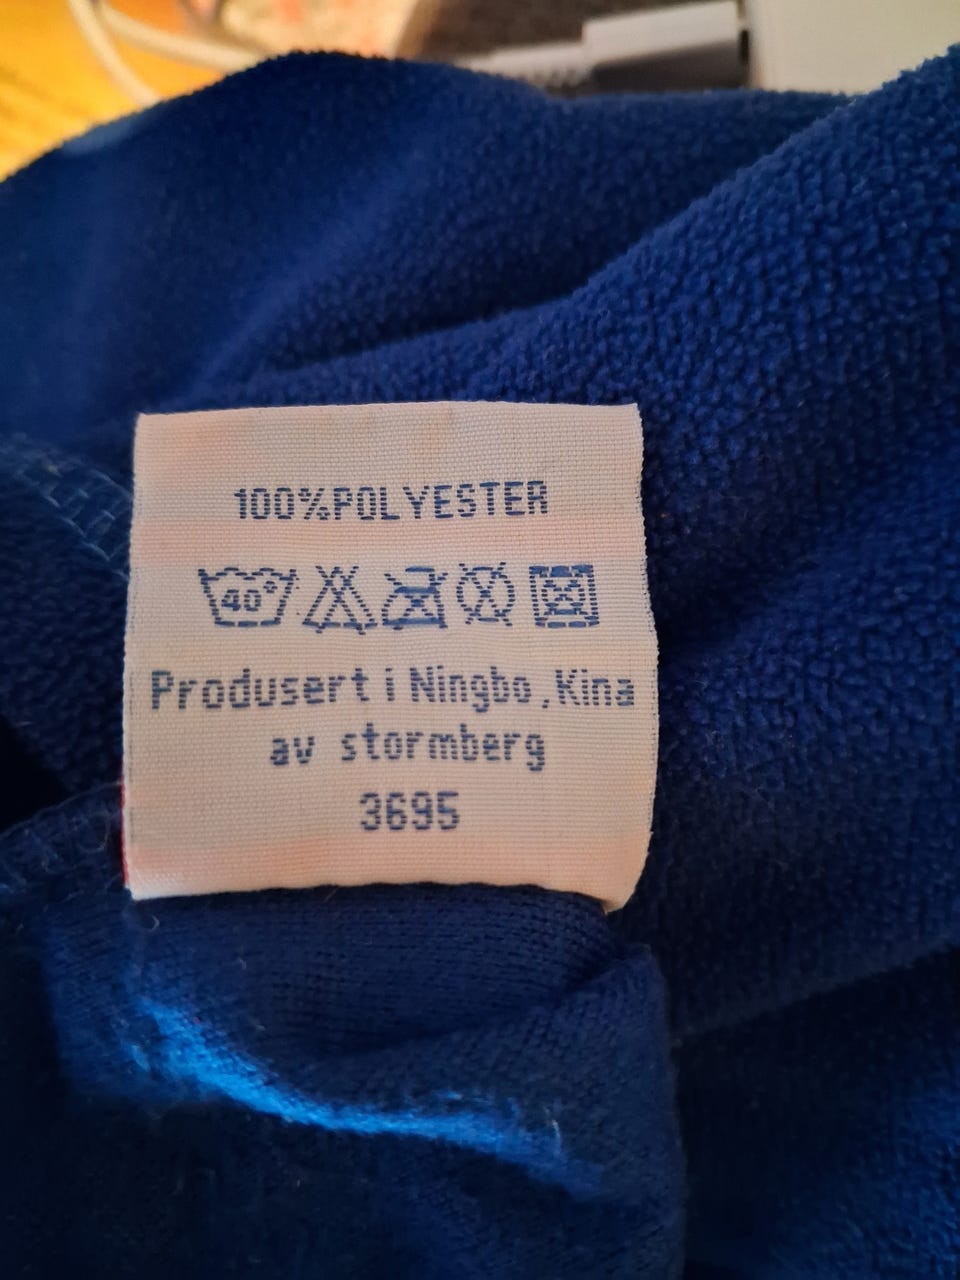 100%POLYESTER
40°
Produsert i Ningbo, Kina
av stormberg
3695